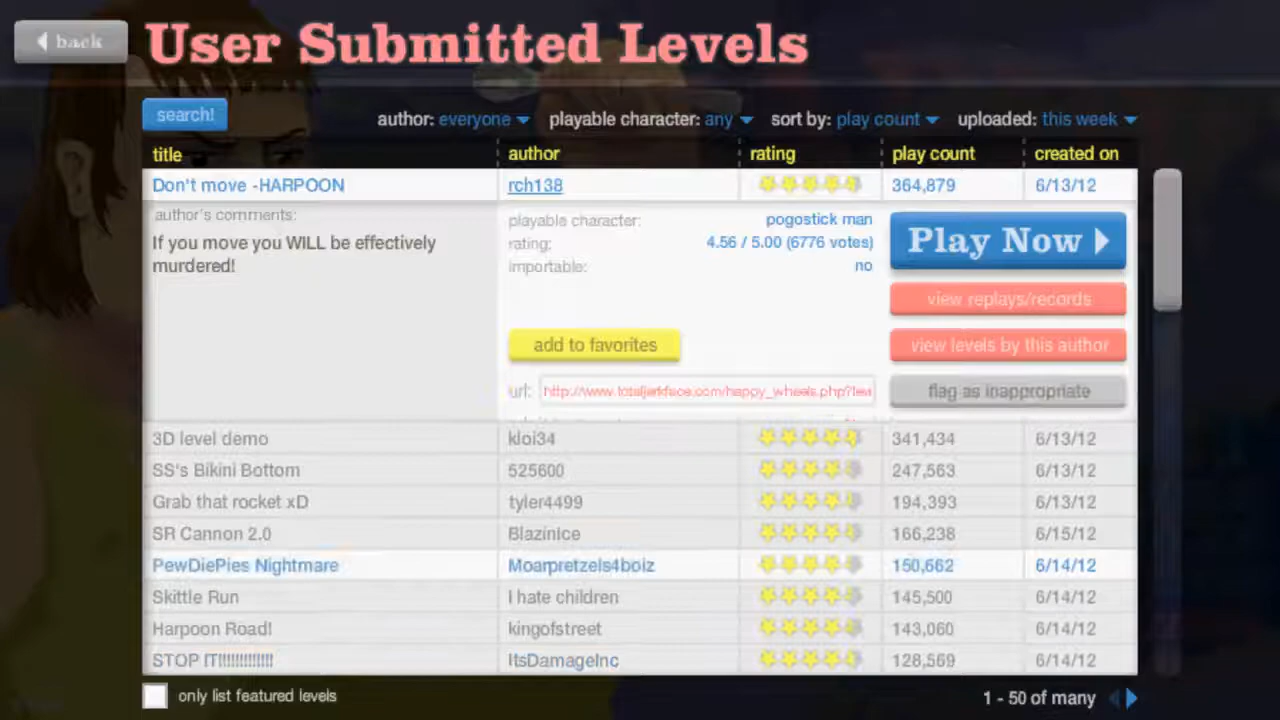 back
User Submitted Levels
search!
author: everyone playable character: any sort by: play count uploaded: this week
title author rating play count created on
Don't move -HARPOON rch138 364,879 6/13/12
author's comments:
If you move you WILL be effectively
murdered!
playable character: pogostick man
rating: 4.56 / 5.00 (6776 votes)
importable: no
Play Now
view replays/records
add to favorites
view levels by this author
url: http://www.totaljerkface.com/happy_wheels.php?lev
flag as inappropriate
3D level demo kloi34 341,434 6/13/12
SS's Bikini Bottom 525600 247,563 6/13/12
Grab that rocket xD tyler4499 194,393 6/13/12
SR Cannon 2.0 BlazinIce 166,238 6/15/12
PewDiePies Nightmare Moarpretzels4boiz 150,662 6/14/12
Skittle Run I hate children 145,500 6/14/12
Harpoon Road! kingofstreet 143,060 6/14/12
STOP IT!!!!!!!!!!!!! ItsDamageInc 128,569 6/14/12
only list featured levels
1 - 50 of many